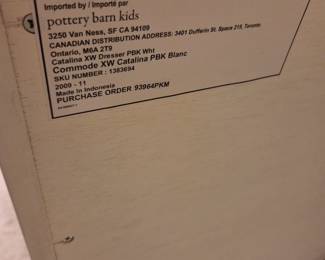 Imported by / Importé par
pottery barn kids
3250 Van Ness, SF CA 94109
CANADIAN DISTRIBUTION ADDRESS: 3401 Dufferin St, Space 215, Toronto,
Ontario, M6A 2T9
Catalina XW Dresser PBK Wht
Commode XW Catalina PBK Blanc
SKU NUMBER : 1383694
2009 - 11
Made in Indonesia
PURCHASE ORDER 93964PKM